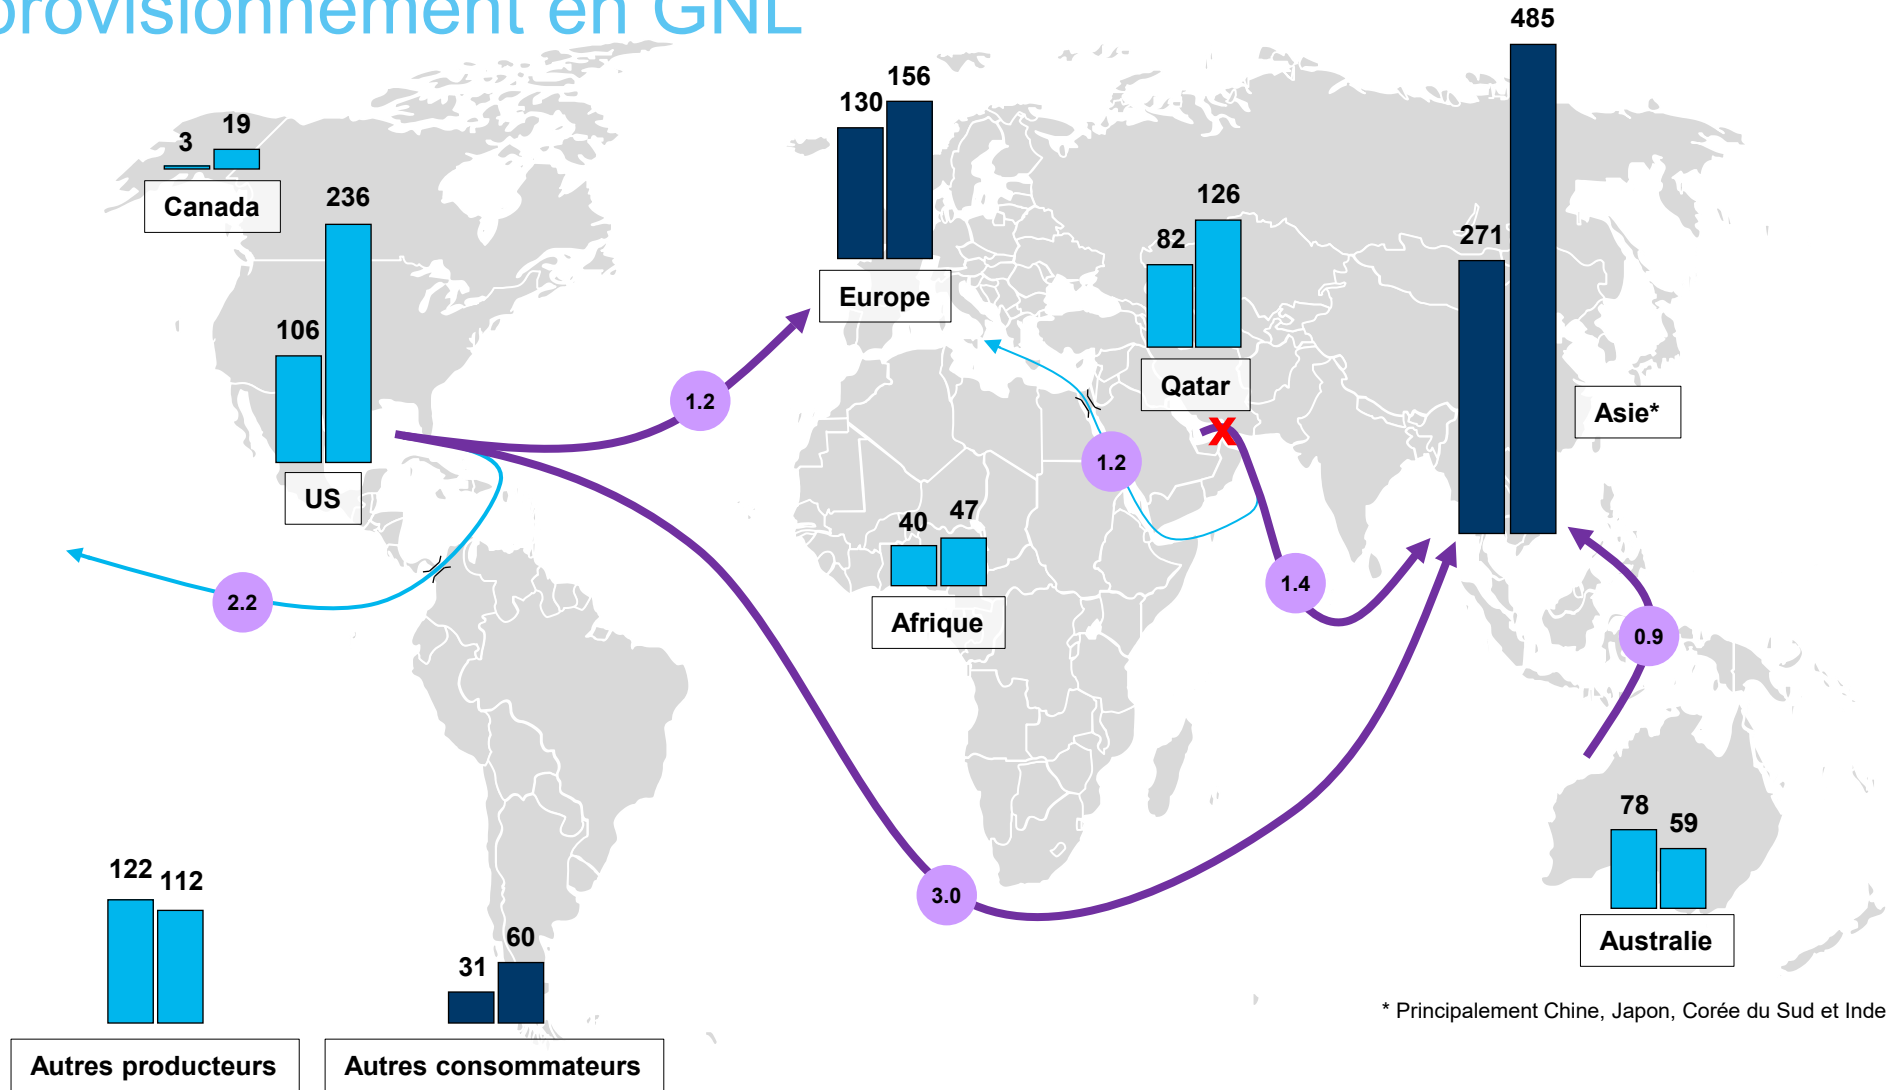 en GNL
485
156
130
19
3
126
236
Canada
82
271
Europe
106
Qatar
1.2
Asie*
X
1.2
US
40
47
1.4
2.2
Afrique
0.9
78
59
122
112
3.0
60
31
Australie
* Principalement Chine, Japon, Corée du Sud et Inde
Autres producteurs
Autres consommateurs